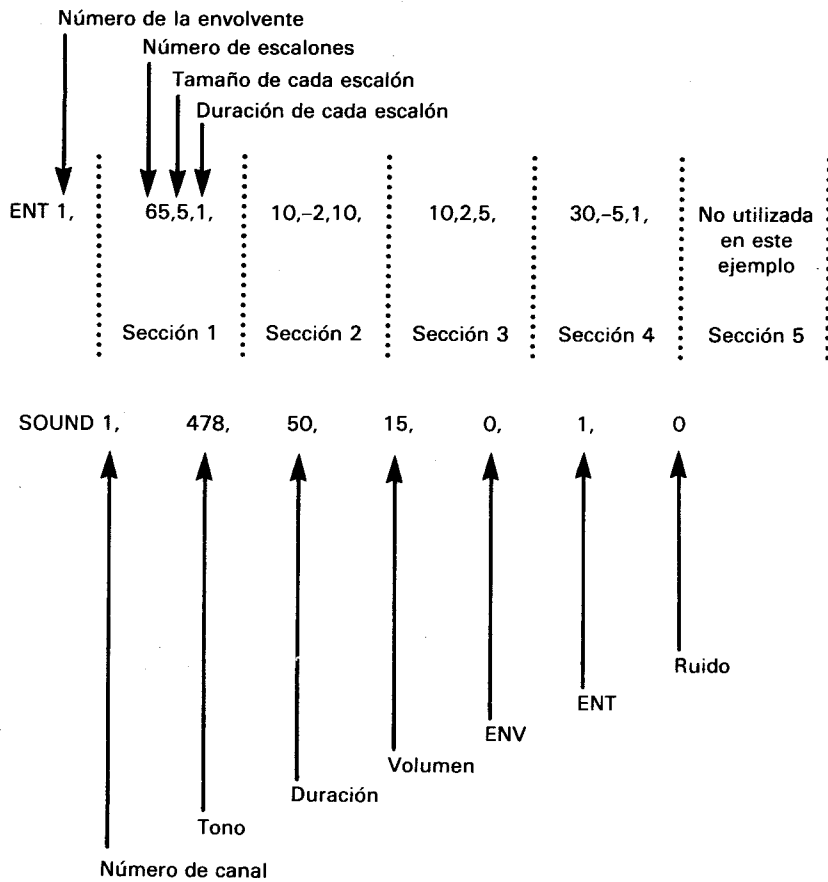 Número de la envolvente
Número de escalones
Tamaño de cada escalón
Duración de cada escalón
ENT 1, 65,5,1, 10,–2,10, 10,2,5, 30,–5,1, No utilizada
en este
ejemplo
Sección 1 Sección 2 Sección 3 Sección 4 Sección 5
SOUND 1, 478, 50, 15, 0, 1, 0
Ruido
ENT
ENV
Volumen
Duración
Tono
Número de canal